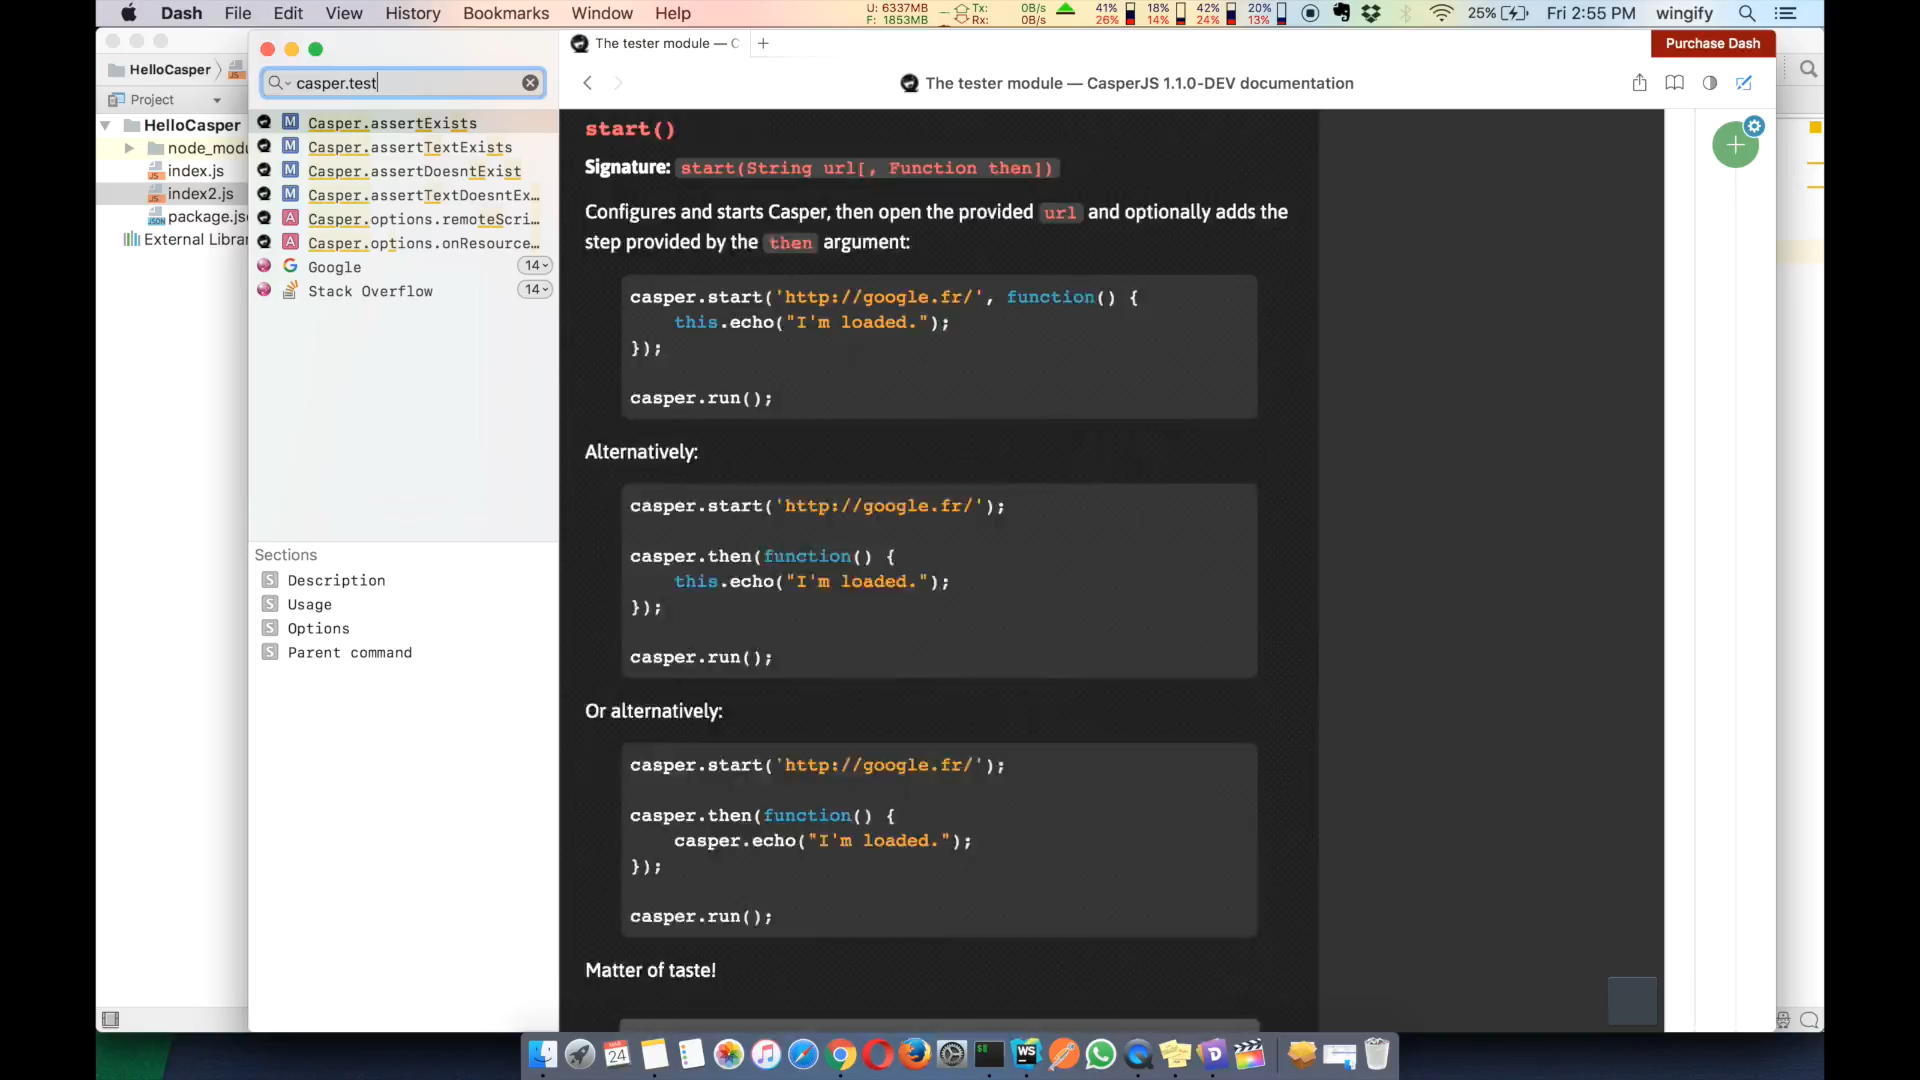 Dash File Edit View History Bookmarks Window Help
U: 6337MB Tx: 0B/s 41% 18% 42% 20%
F: 1853MB Rx: 0B/s 26% 14% 24% 13%
25% Fri 2:55 PM wingify
HelloCasper
Project
HelloCasper
node_modu
index.js
index2.js
package.js
External Librar
casper.test
Casper.assertExists
Casper.assertTextExists
Casper.assertDoesntExist
Casper.assertTextDoesntEx…
Casper.options.remoteScri…
Casper.options.onResource…
Google 14
Stack Overflow 14
Sections
Description
Usage
Options
Parent command
The tester module — C
Purchase Dash
The tester module — CasperJS 1.1.0-DEV documentation
start()
Signature: start(String url[, Function then])
Configures and starts Casper, then open the provided url and optionally adds the
step provided by the then argument:
casper.start('http://google.fr/', function() {
this.echo("I'm loaded.");
});
casper.run();
Alternatively:
casper.start('http://google.fr/');
casper.then(function() {
this.echo("I'm loaded.");
});
casper.run();
Or alternatively:
casper.start('http://google.fr/');
casper.then(function() {
casper.echo("I'm loaded.");
});
casper.run();
Matter of taste!
24
WS